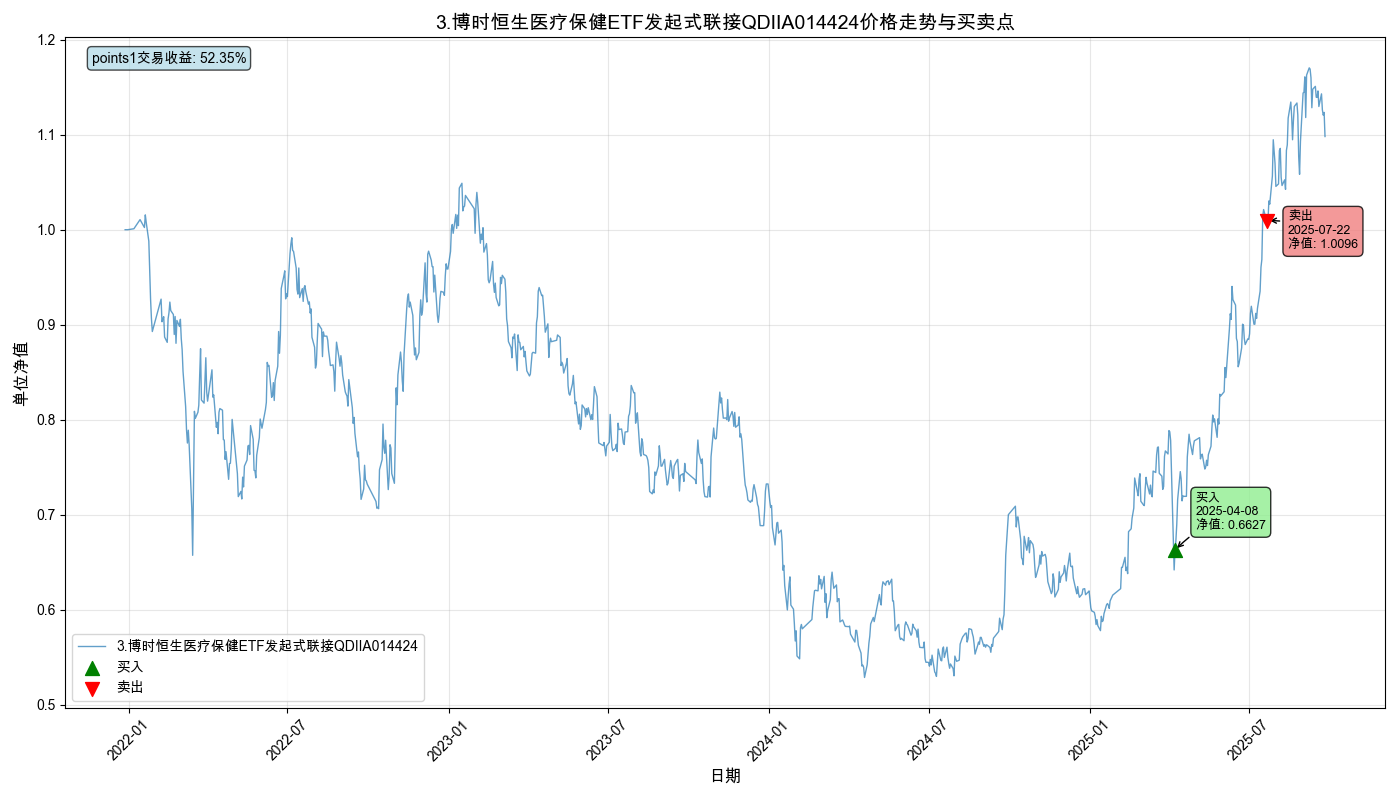 3.博时恒生医疗保健ETF发起式联接QDIIA014424价格走势与买卖点
points1交易收益: 52.35%
单位净值
1.2
1.1
1.0
0.9
0.8
0.7
0.6
0.5
卖出
2025-07-22
净值: 1.0096
买入
2025-04-08
净值: 0.6627
3.博时恒生医疗保健ETF发起式联接QDIIA014424
买入
卖出
2022-01
2022-07
2023-01
2023-07
2024-01
2024-07
2025-01
2025-07
日期